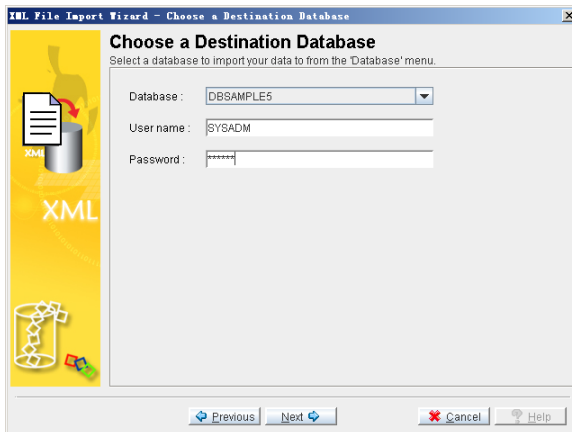 XML File Import Wizard - Choose a Destination Database
Choose a Destination Database
Select a database to import your data to from the 'Database' menu.
Database : DBSAMPLE5
User name : SYSADM
Password : ******
XML
XML
Previous Next Cancel Help